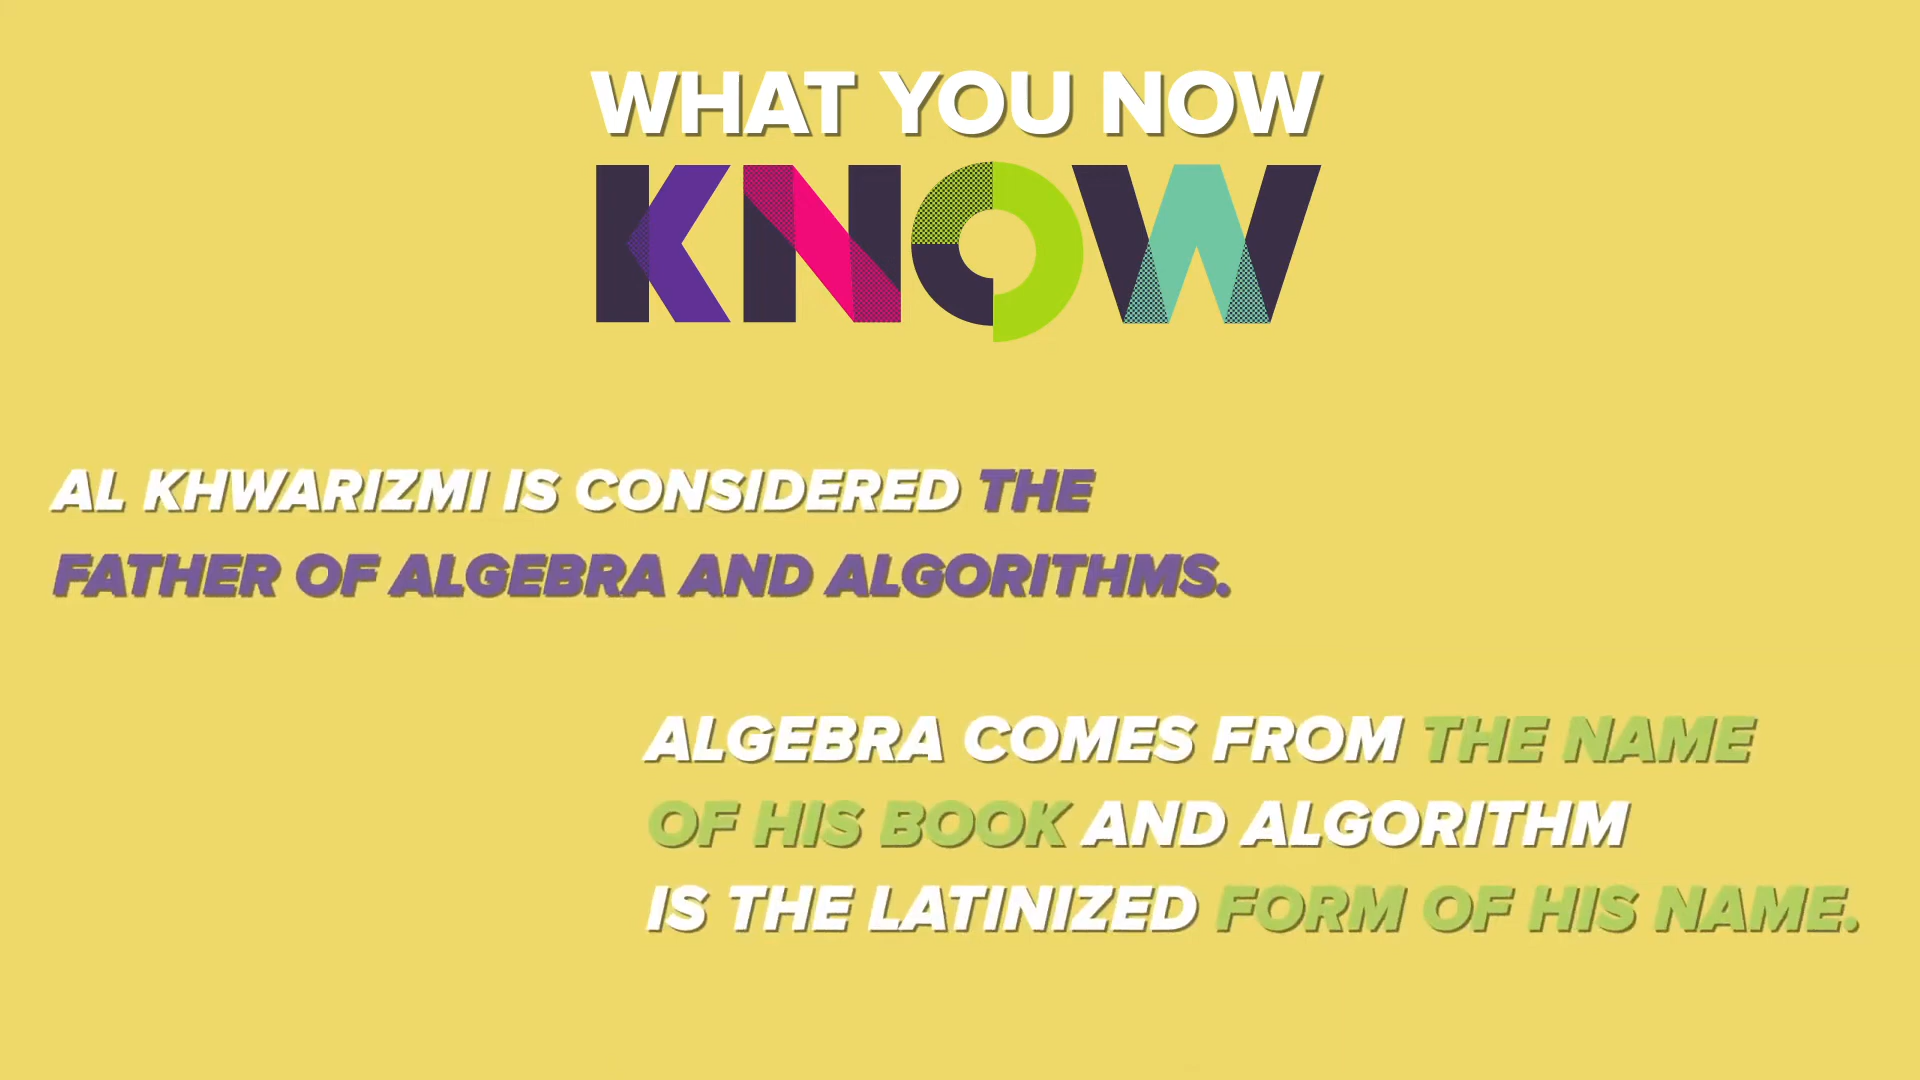 WHAT YOU NOW
KNOW
AL KHWARIZMI IS CONSIDERED THE
FATHER OF ALGEBRA AND ALGORITHMS.
ALGEBRA COMES FROM THE NAME
OF HIS BOOK AND ALGORITHM
IS THE LATINIZED FORM OF HIS NAME.